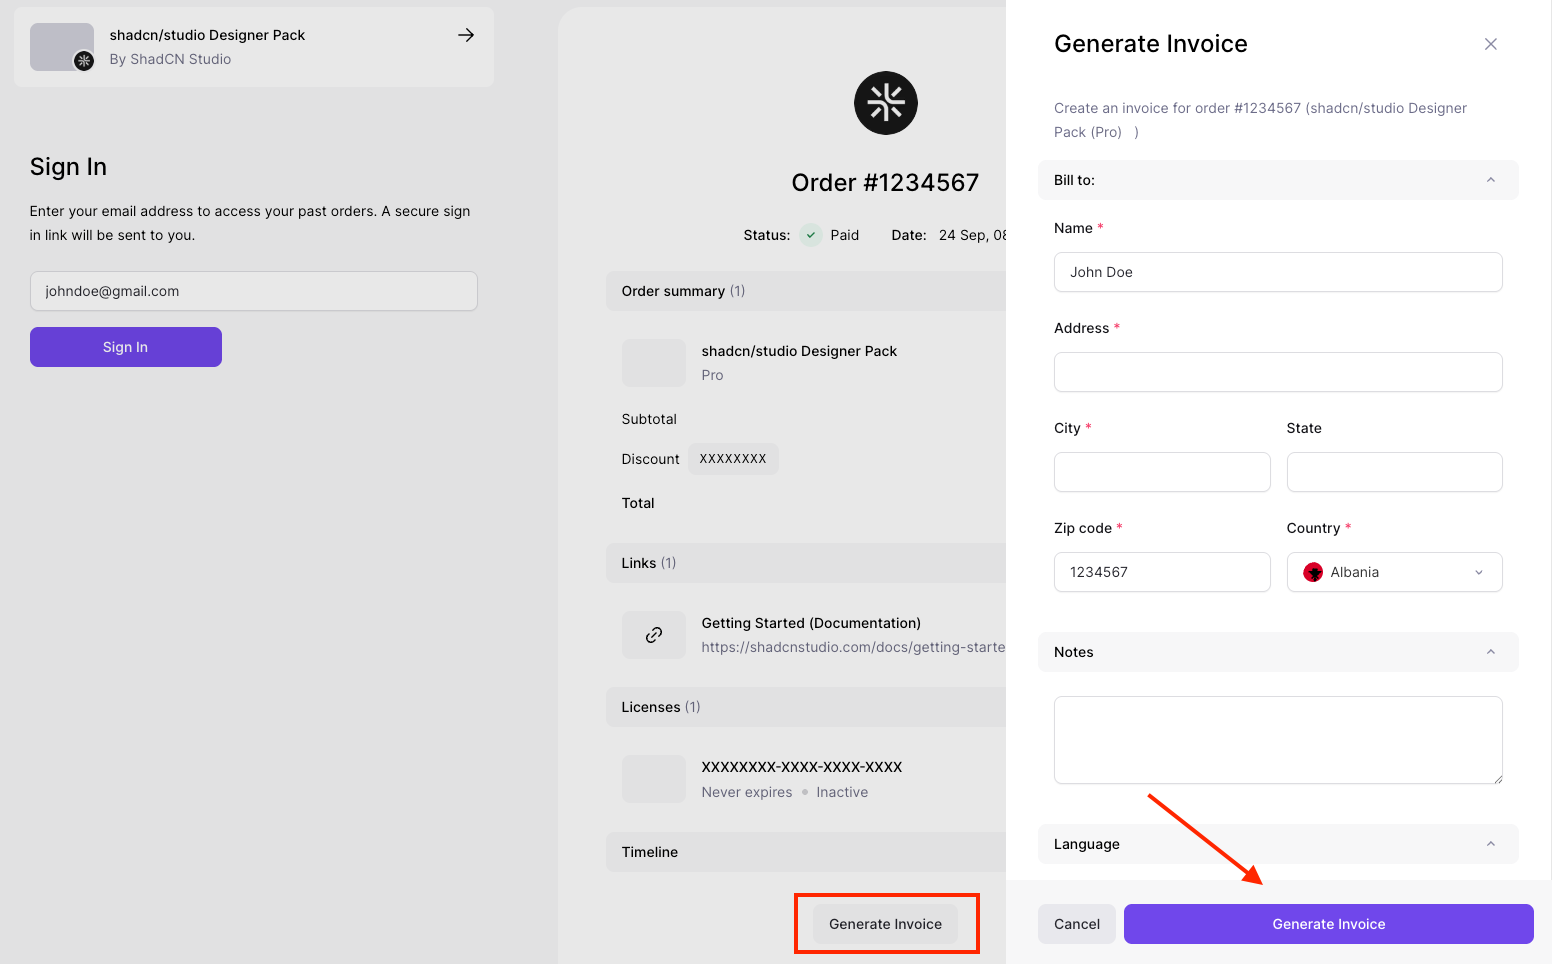 shadcn/studio Designer Pack
By ShadCN Studio
Sign In
Enter your email address to access your past orders. A secure sign
in link will be sent to you.
johndoe@gmail.com
Sign In
Order #1234567
Status: Paid Date: 24 Sep,
Order summary (1)
shadcn/studio Designer Pack
Pro
Subtotal
Discount XXXXXXXX
Total
Links (1)
Getting Started (Documentation)
https://shadcnstudio.com/docs/getting-starte
Licenses (1)
XXXXXXXX-XXXX-XXXX-XXXX
Never expires • Inactive
Timeline
Generate Invoice
Generate Invoice
Create an invoice for order #1234567 (shadcn/studio Designer
Pack (Pro) )
Bill to:
Name *
John Doe
Address *
City * State
Zip code * Country *
1234567 Albania
Notes
Language
Cancel Generate Invoice